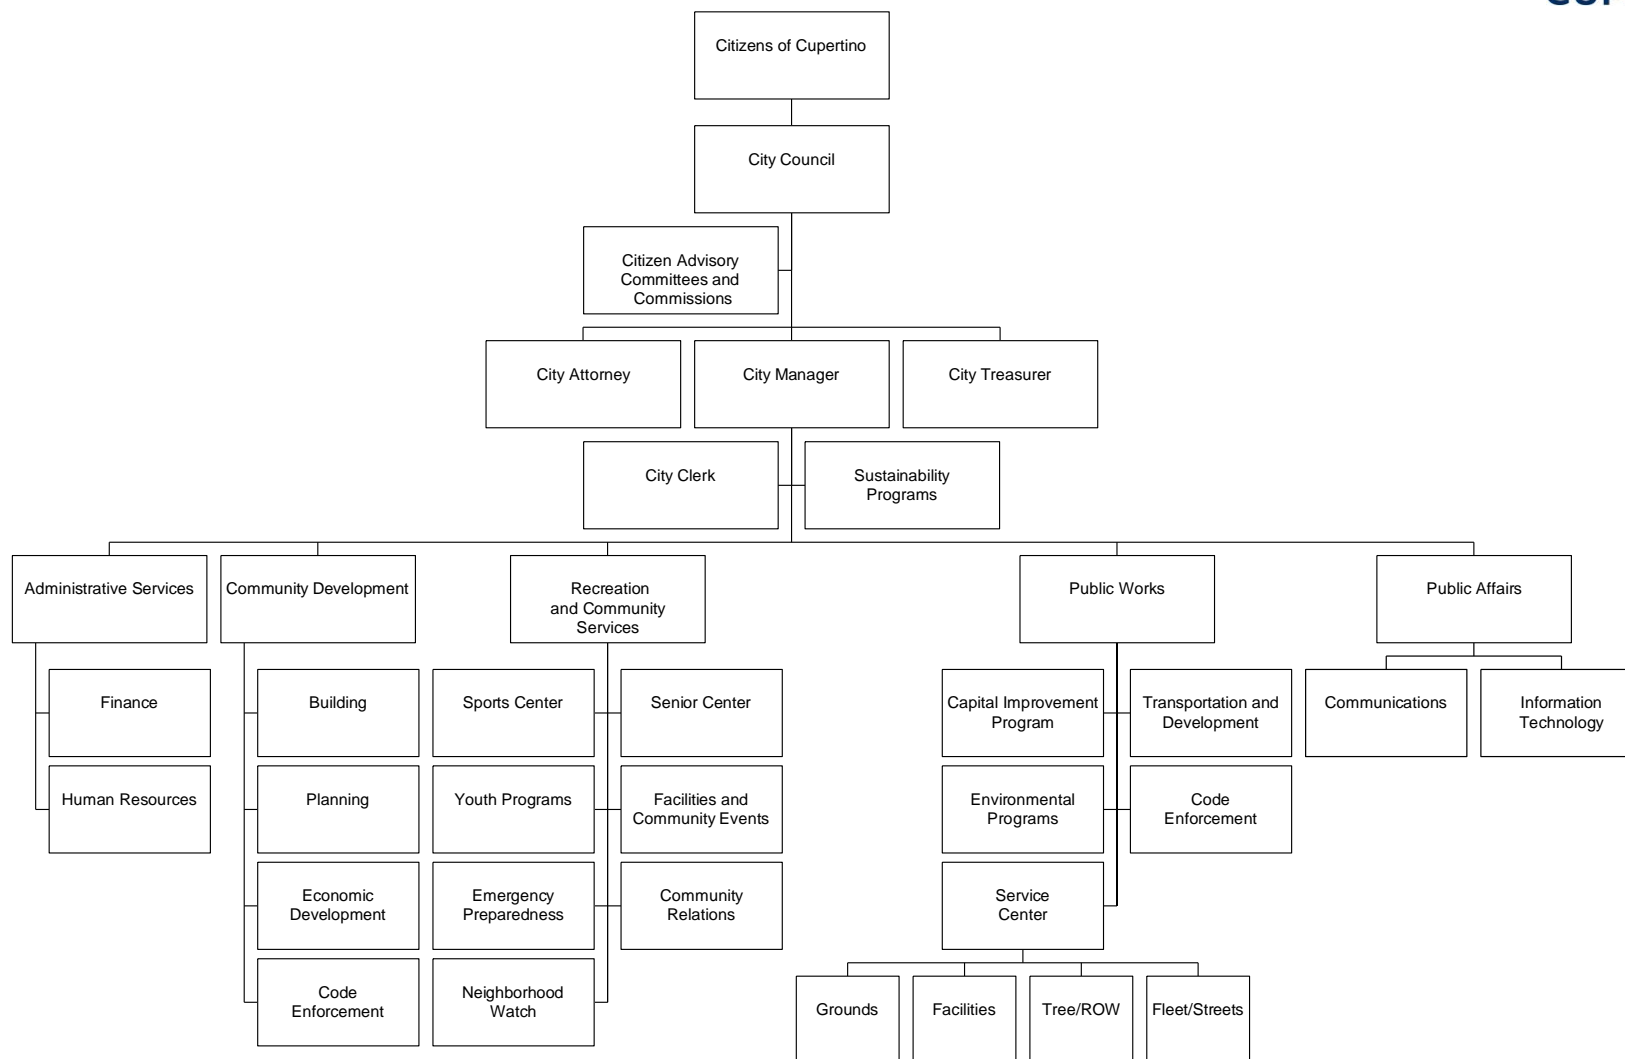 Citizens of Cupertino
City Council
Citizen Advisory
Committees and
Commissions
City Attorney
City Manager
City Treasurer
City Clerk
Sustainability
Programs
Administrative Services
Community Development
Recreation
and Community
Services
Public Works
Public Affairs
Finance
Building
Sports Center
Senior Center
Capital Improvement
Program
Transportation and
Development
Communications
Information
Technology
Human Resources
Planning
Youth Programs
Facilities and
Community Events
Environmental
Programs
Code
Enforcement
Economic
Development
Emergency
Preparedness
Community
Relations
Service
Center
Code
Enforcement
Neighborhood
Watch
Grounds
Facilities
Tree/ROW
Fleet/Streets